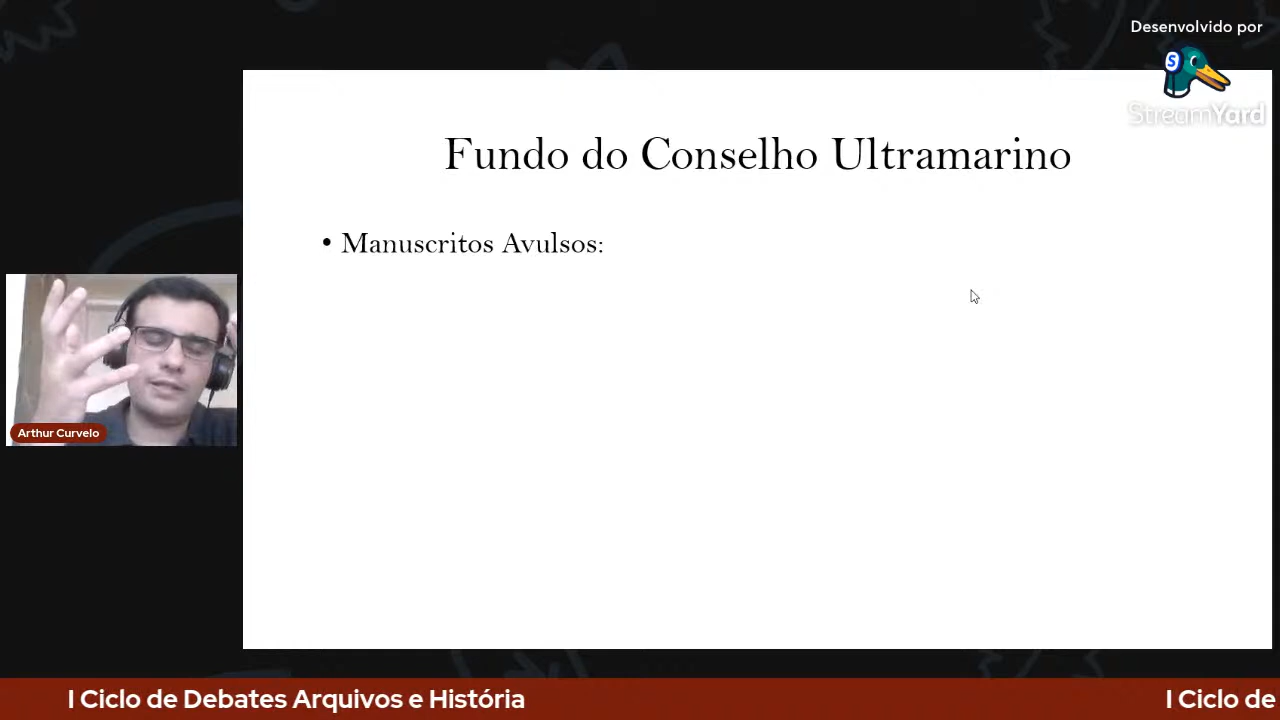 Desenvolvido por
StreamYard
Fundo do Conselho Ultramarino
• Manuscritos Avulsos:
Arthur Curvelo
I Ciclo de Debates Arquivos e História
I Ciclo de